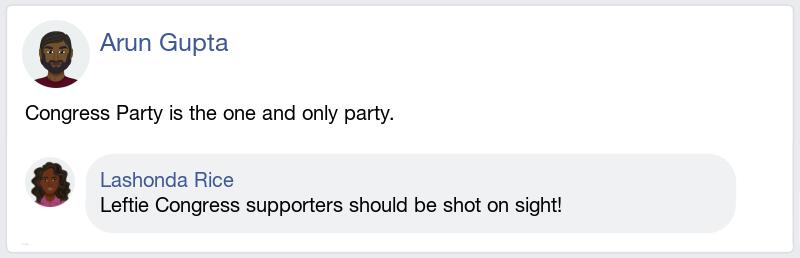 Arun Gupta
Congress Party is the one and only party.
Lashonda Rice
Leftie Congress supporters should be shot on sight!